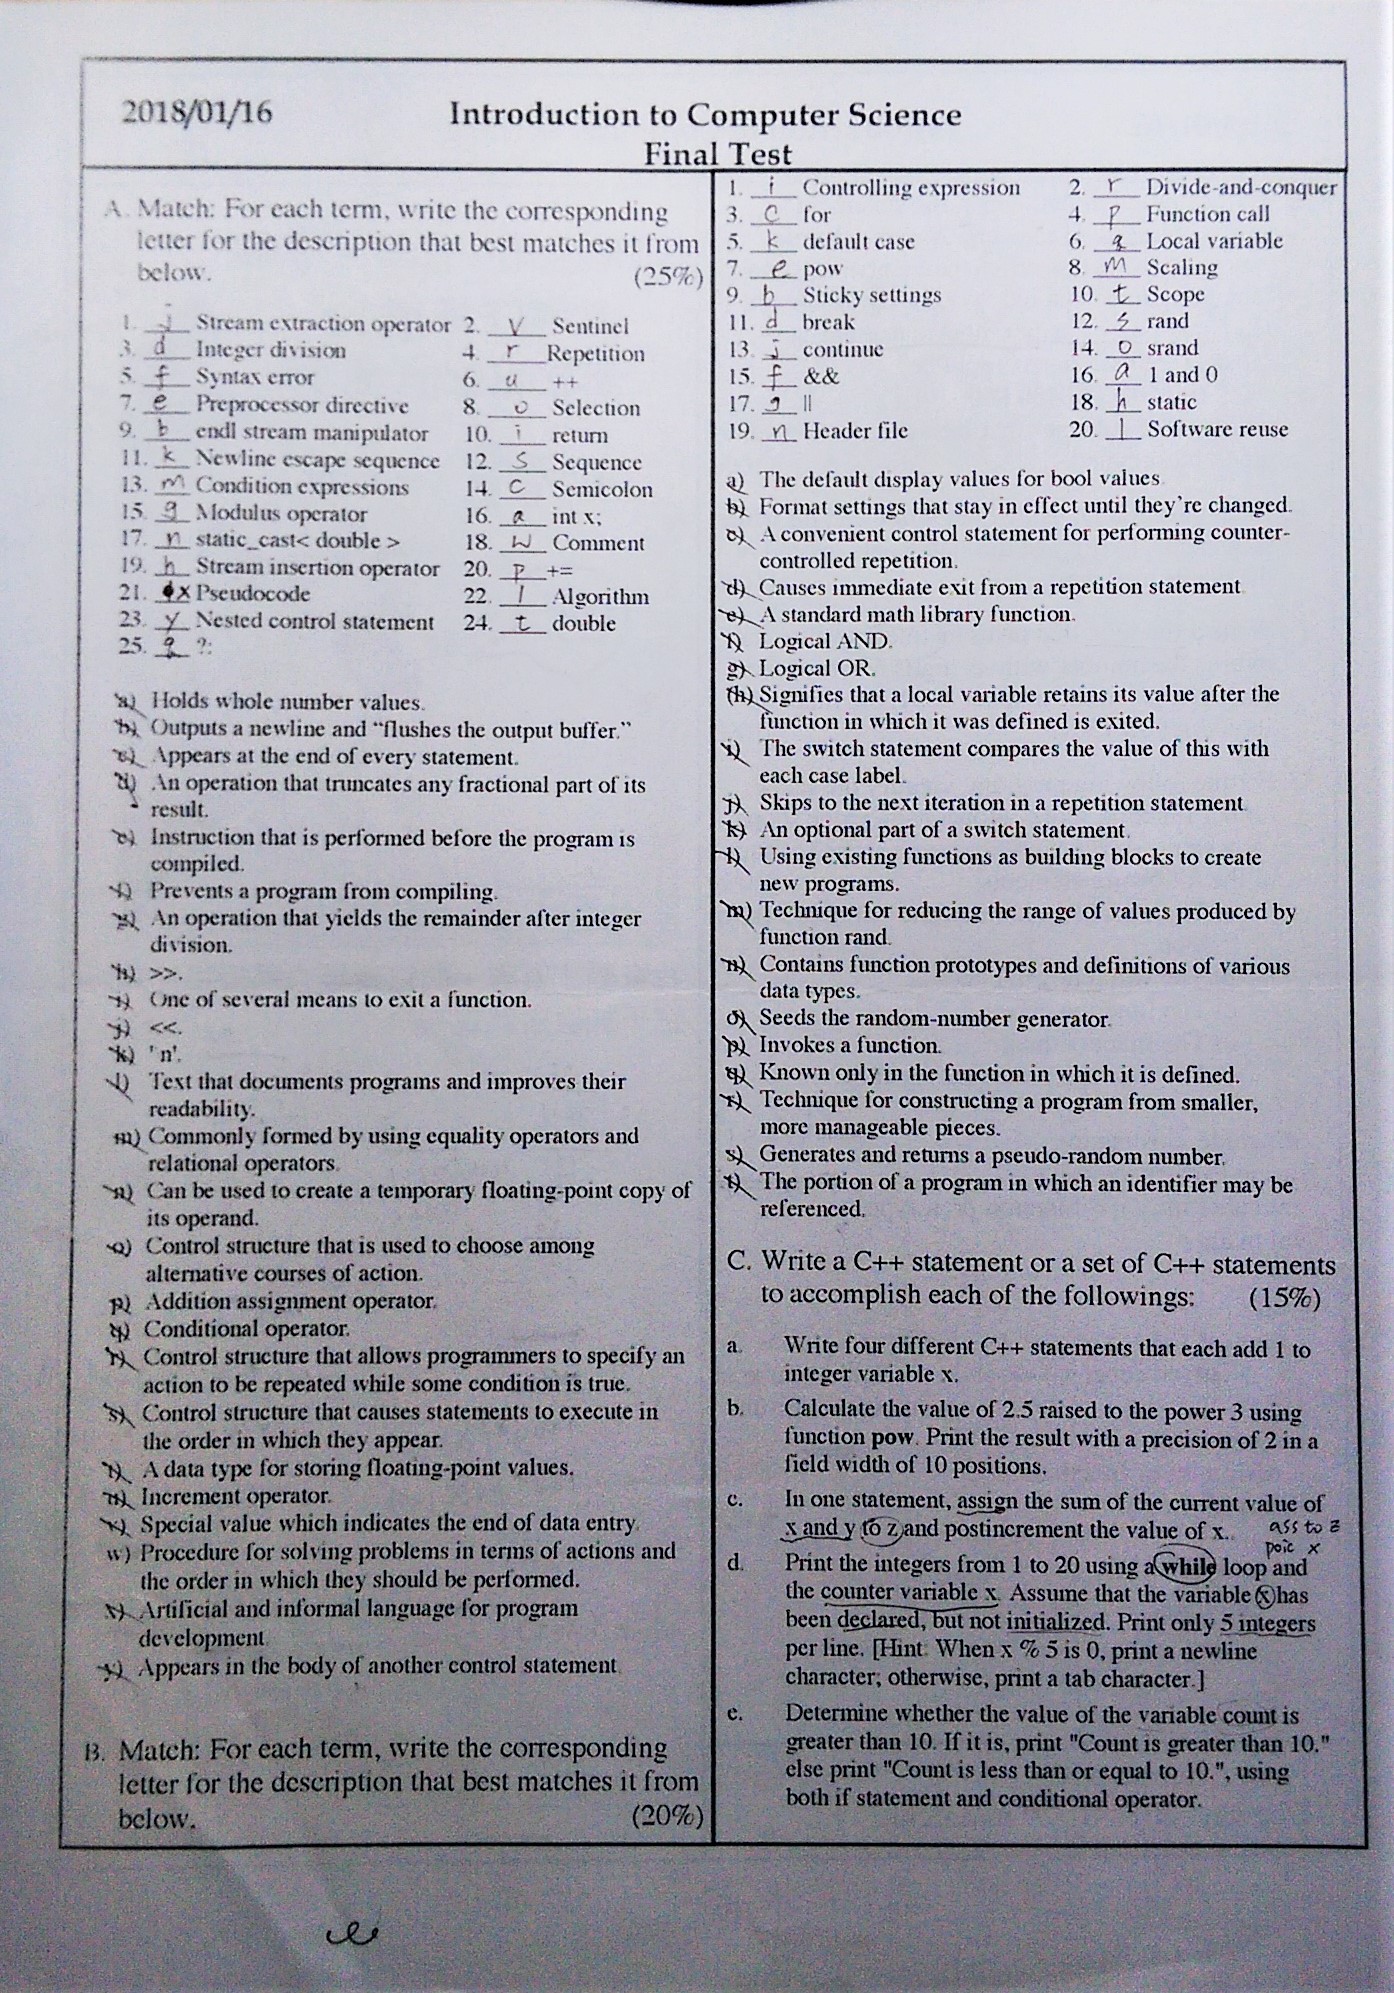 2018/01/16
Introduction to Computer Science
Final Test
A. Match: For each term, write the corresponding
letter for the description that best matches it from
below. (25%)
1. j Stream extraction operator 2. v Sentinel
3. d Integer division 4. r Repetition
5. f Syntax error 6. u ++
7. e Preprocessor directive 8. o Selection
9. b endl stream manipulator 10. i return
11. k Newline escape sequence 12. s Sequence
13. m Condition expressions 14. c Semicolon
15. g Modulus operator 16. a int x;
17. n static_cast< double > 18. w Comment
19. h Stream insertion operator 20. p +=
21. x Pseudocode 22. l Algorithm
23. y Nested control statement 24. t double
25. q ?:
a) Holds whole number values.
b) Outputs a newline and “flushes the output buffer.”
c) Appears at the end of every statement.
d) An operation that truncates any fractional part of its
result.
e) Instruction that is performed before the program is
compiled.
f) Prevents a program from compiling.
g) An operation that yields the remainder after integer
division.
h) >>.
i) One of several means to exit a function.
j) <<.
k) 'n'.
l) Text that documents programs and improves their
readability.
m) Commonly formed by using equality operators and
relational operators.
n) Can be used to create a temporary floating-point copy of
its operand.
o) Control structure that is used to choose among
alternative courses of action.
p) Addition assignment operator.
q) Conditional operator.
r) Control structure that allows programmers to specify an
action to be repeated while some condition is true.
s) Control structure that causes statements to execute in
the order in which they appear.
t) A data type for storing floating-point values.
u) Increment operator.
v) Special value which indicates the end of data entry.
w) Procedure for solving problems in terms of actions and
the order in which they should be performed.
x) Artificial and informal language for program
development.
y) Appears in the body of another control statement.
B. Match: For each term, write the corresponding
letter for the description that best matches it from
below. (20%)
1. i Controlling expression 2. r Divide-and-conquer
3. C for 4. p Function call
5. k default case 6. q Local variable
7. e pow 8. m Scaling
9. b Sticky settings 10. t Scope
11. d break 12. s rand
13. j continue 14. o srand
15. f && 16. a 1 and 0
17. g || 18. h static
19. n Header file 20. l Software reuse
a) The default display values for bool values.
b) Format settings that stay in effect until they’re changed.
c) A convenient control statement for performing counter-
controlled repetition.
d) Causes immediate exit from a repetition statement
e) A standard math library function.
f) Logical AND.
g) Logical OR.
h) Signifies that a local variable retains its value after the
function in which it was defined is exited.
i) The switch statement compares the value of this with
each case label.
j) Skips to the next iteration in a repetition statement
k) An optional part of a switch statement.
l) Using existing functions as building blocks to create
new programs.
m) Technique for reducing the range of values produced by
function rand.
n) Contains function prototypes and definitions of various
data types.
o) Seeds the random-number generator.
p) Invokes a function.
q) Known only in the function in which it is defined.
r) Technique for constructing a program from smaller,
more manageable pieces.
s) Generates and returns a pseudo-random number.
t) The portion of a program in which an identifier may be
referenced.
C. Write a C++ statement or a set of C++ statements
to accomplish each of the followings: (15%)
a. Write four different C++ statements that each add 1 to
integer variable x.
b. Calculate the value of 2.5 raised to the power 3 using
function pow. Print the result with a precision of 2 in a
field width of 10 positions.
c. In one statement, assign the sum of the current value of
x and y to z and postincrement the value of x. ass to z
poic x
d. Print the integers from 1 to 20 using a while loop and
the counter variable x. Assume that the variable x has
been declared, but not initialized. Print only 5 integers
per line. [Hint: When x % 5 is 0, print a newline
character; otherwise, print a tab character.]
e. Determine whether the value of the variable count is
greater than 10. If it is, print "Count is greater than 10."
else print "Count is less than or equal to 10.", using
both if statement and conditional operator.